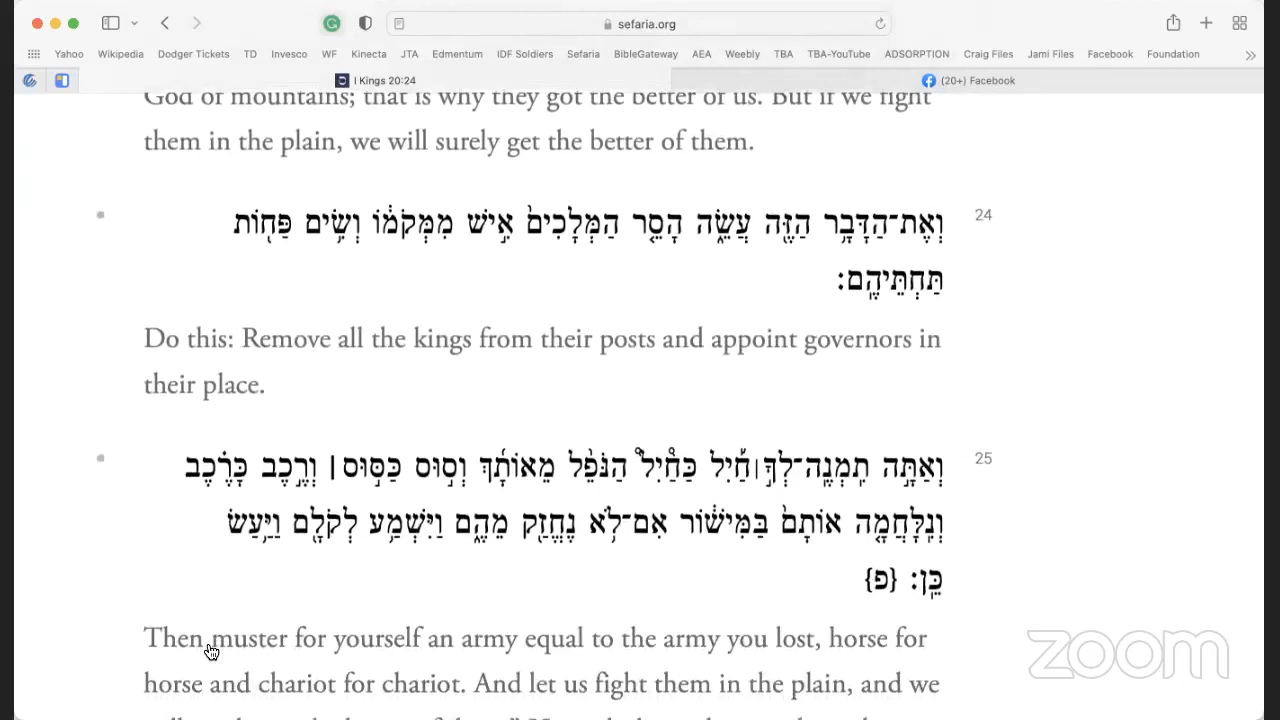 sefaria.org
Yahoo Wikipedia Dodger Tickets TD Invesco WF Kinecta JTA Edmentum IDF Soldiers Sefaria BibleGateway AEA Weebly TBA TBA-YouTube ADSORPTION Craig Files Jami Files Facebook Foundation
I Kings 20:24 (20+) Facebook
God of mountains; that is why they got the better of us. But if we fight
them in the plain, we will surely get the better of them.
24
וְאֶת־הַדָּבָ֥ר הַזֶּ֖ה עֲשֵׂ֑ה הָסֵ֤ר הַמְּלָכִים֙ אִ֣ישׁ מִמְּקֹמ֔וֹ וְשִׂ֥ים פַּח֖וֹת
תַּחְתֵּיהֶֽם׃
Do this: Remove all the kings from their posts and appoint governors in
their place.
25
וְאַתָּ֣ה תִֽמְנֶה־לְךָ֣ ׀ חַ֡יִל כַּחַ֩יִל֩ הַנֹּפֵ֨ל מֵאוֹתָ֜ךְ וְס֣וּס כַּסּ֣וּס ׀ וְרֶ֣כֶב כָּרֶ֗כֶב
וְנִֽלָּחֲמָ֤ה אוֹתָם֙ בַּמִּישׁ֔וֹר אִם־לֹ֥א נֶחֱזַ֖ק מֵהֶ֑ם וַיִּשְׁמַ֥ע לְקֹלָ֖ם וַיַּ֥עַשׂ
כֵּֽן׃ {פ}
Then muster for yourself an army equal to the army you lost, horse for
horse and chariot for chariot. And let us fight them in the plain, and we
zoom